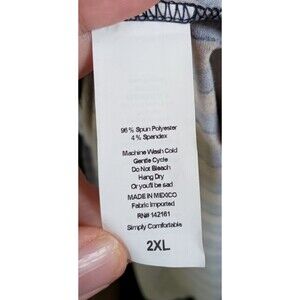 96 % Spun Polyester
4 % Spandex
Machine Wash Cold
Gentle Cycle
Do Not Bleach
Hang Dry
Or you'll be sad
MADE IN MEXICO
Fabric Imported
RN# 142161
Simply Comfortable
2XL